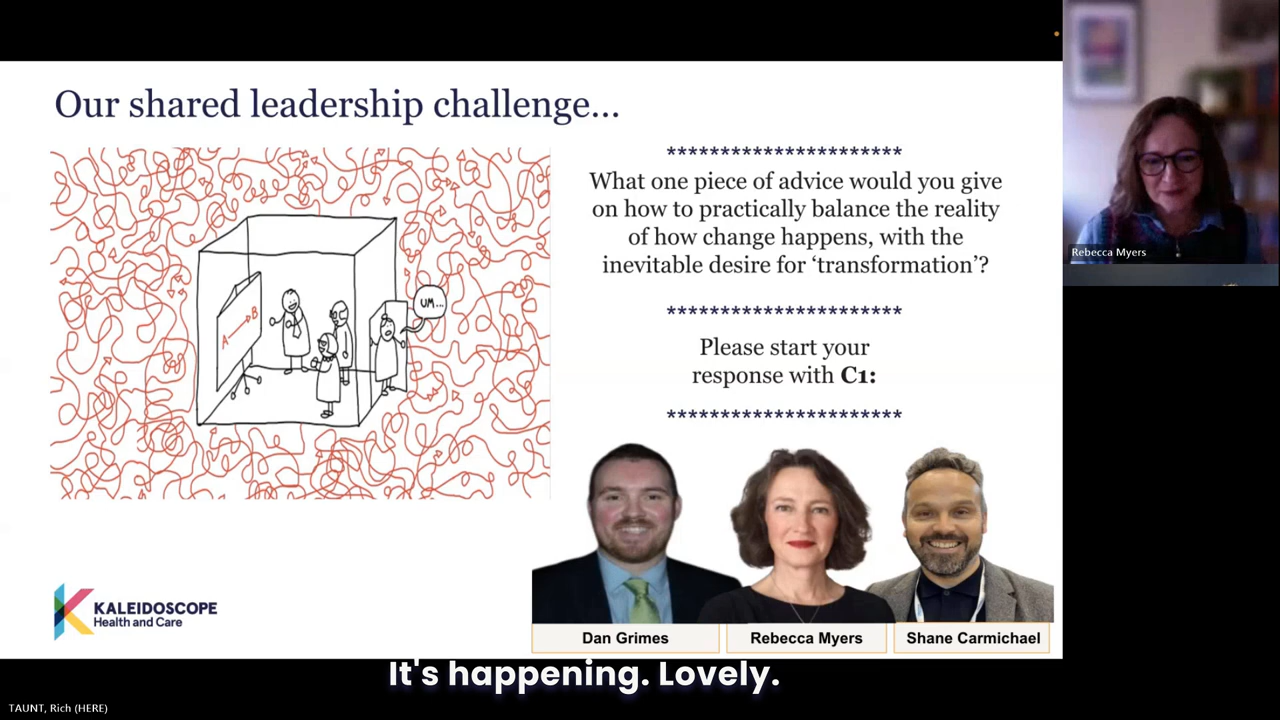 Our shared leadership challenge...
**********************
What one piece of advice would you give
on how to practically balance the reality
of how change happens, with the
inevitable desire for ‘transformation’?
**********************
Please start your
response with C1:
**********************
A
B
UM...
KALEIDOSCOPE
Health and Care
Dan Grimes
Rebecca Myers
Shane Carmichael
Rebecca Myers
It's happening. Lovely.
TAUNT, Rich (HERE)